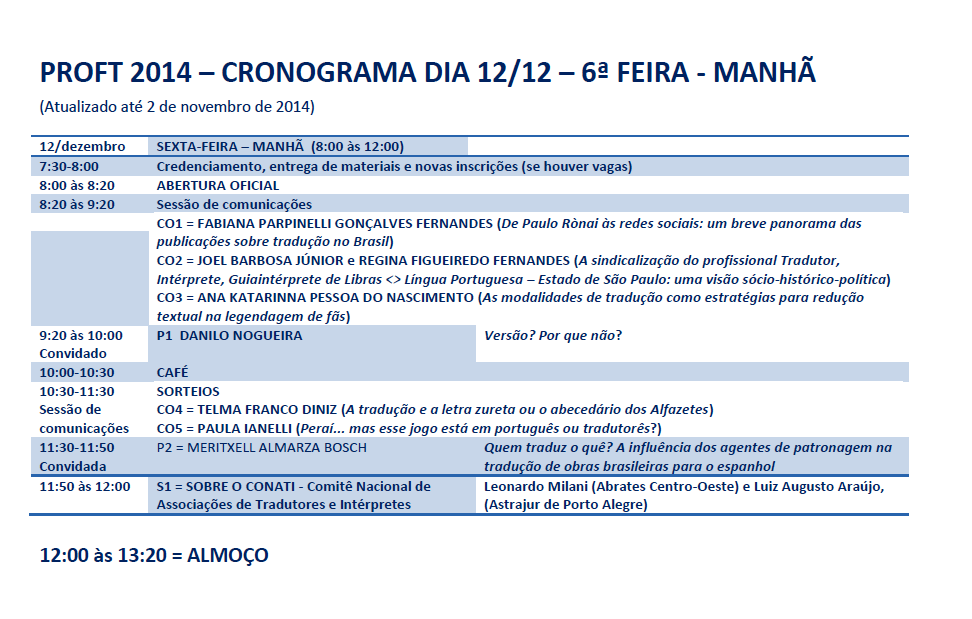 PROFT 2014 – CRONOGRAMA DIA 12/12 – 6ª FEIRA - MANHÃ
(Atualizado até 2 de novembro de 2014)
12/dezembro SEXTA-FEIRA – MANHÃ (8:00 às 12:00)
7:30-8:00 Credenciamento, entrega de materiais e novas inscrições (se houver vagas)
8:00 às 8:20 ABERTURA OFICIAL
8:20 às 9:20 Sessão de comunicações
CO1 = FABIANA PARPINELLI GONÇALVES FERNANDES (De Paulo Rònai às redes sociais: um breve panorama das
publicações sobre tradução no Brasil)
CO2 = JOEL BARBOSA JÚNIOR e REGINA FIGUEIREDO FERNANDES (A sindicalização do profissional Tradutor,
Intérprete, Guiaintérprete de Libras <> Língua Portuguesa – Estado de São Paulo: uma visão sócio-histórico-política)
CO3 = ANA KATARINNA PESSOA DO NASCIMENTO (As modalidades de tradução como estratégias para redução
textual na legendagem de fãs)
9:20 às 10:00 P1 DANILO NOGUEIRA Versão? Por que não?
Convidado
10:00-10:30 CAFÉ
10:30-11:30 SORTEIOS
Sessão de CO4 = TELMA FRANCO DINIZ (A tradução e a letra zureta ou o abecedário dos Alfazetes)
comunicações CO5 = PAULA IANELLI (Peraí... mas esse jogo está em português ou tradutorês?)
11:30-11:50 P2 = MERITXELL ALMARZA BOSCH Quem traduz o quê? A influência dos agentes de patronagem na
Convidada tradução de obras brasileiras para o espanhol
11:50 às 12:00 S1 = SOBRE O CONATI - Comitê Nacional de Leonardo Milani (Abrates Centro-Oeste) e Luiz Augusto Araújo,
Associações de Tradutores e Intérpretes (Astrajur de Porto Alegre)
12:00 às 13:20 = ALMOÇO